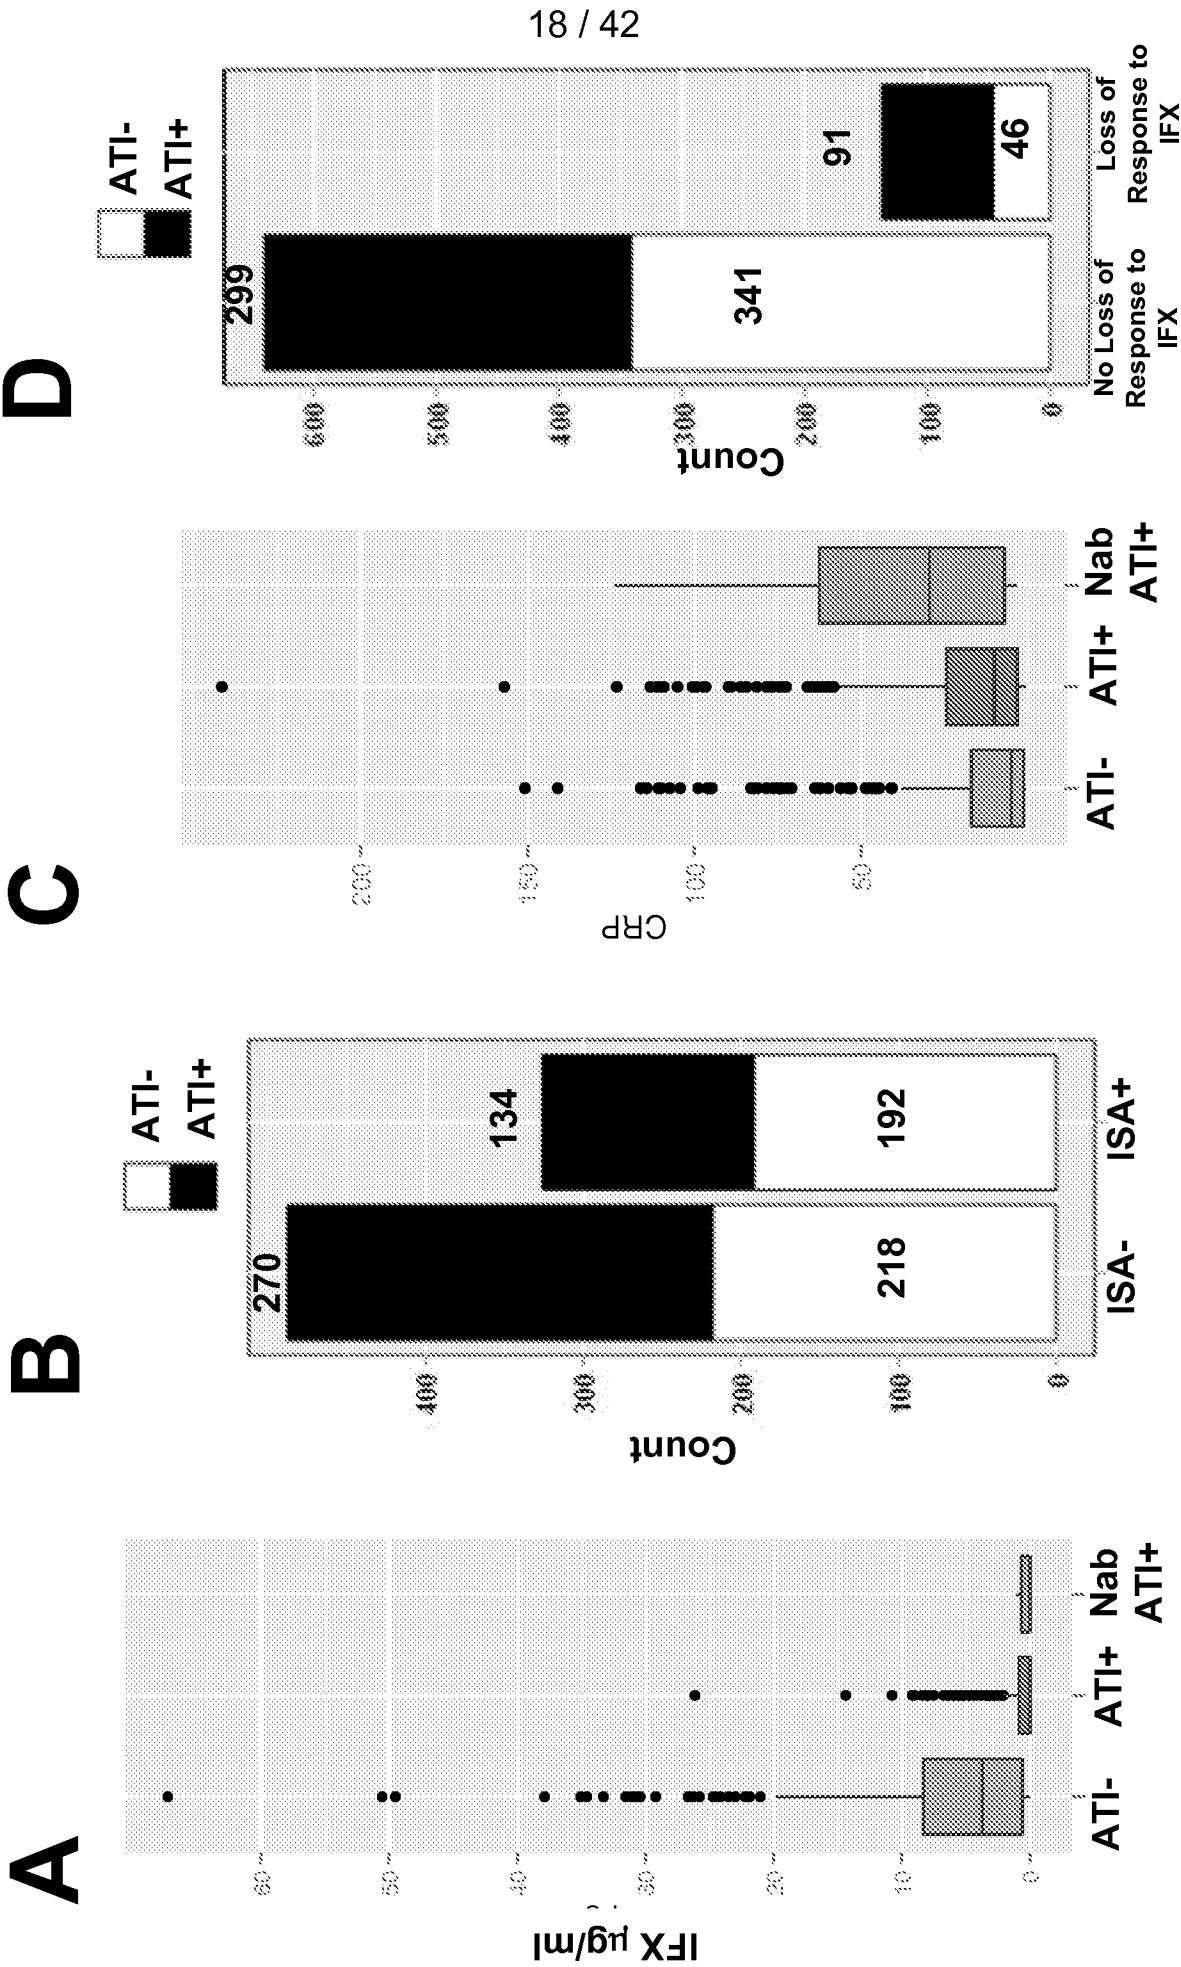 18 / 42
A
IFX µg/ml
60
50
40
30
20
10
0
ATI-
ATI+
Nab
ATI+
B
ATI-
ATI+
Count
400
300
200
100
0
270
218
134
192
ISA-
ISA+
C
CRP
200
150
100
50
ATI-
ATI+
Nab
ATI+
D
ATI-
ATI+
Count
600
500
400
300
200
100
0
299
341
91
46
No Loss of
Response to
IFX
Loss of
Response to
IFX